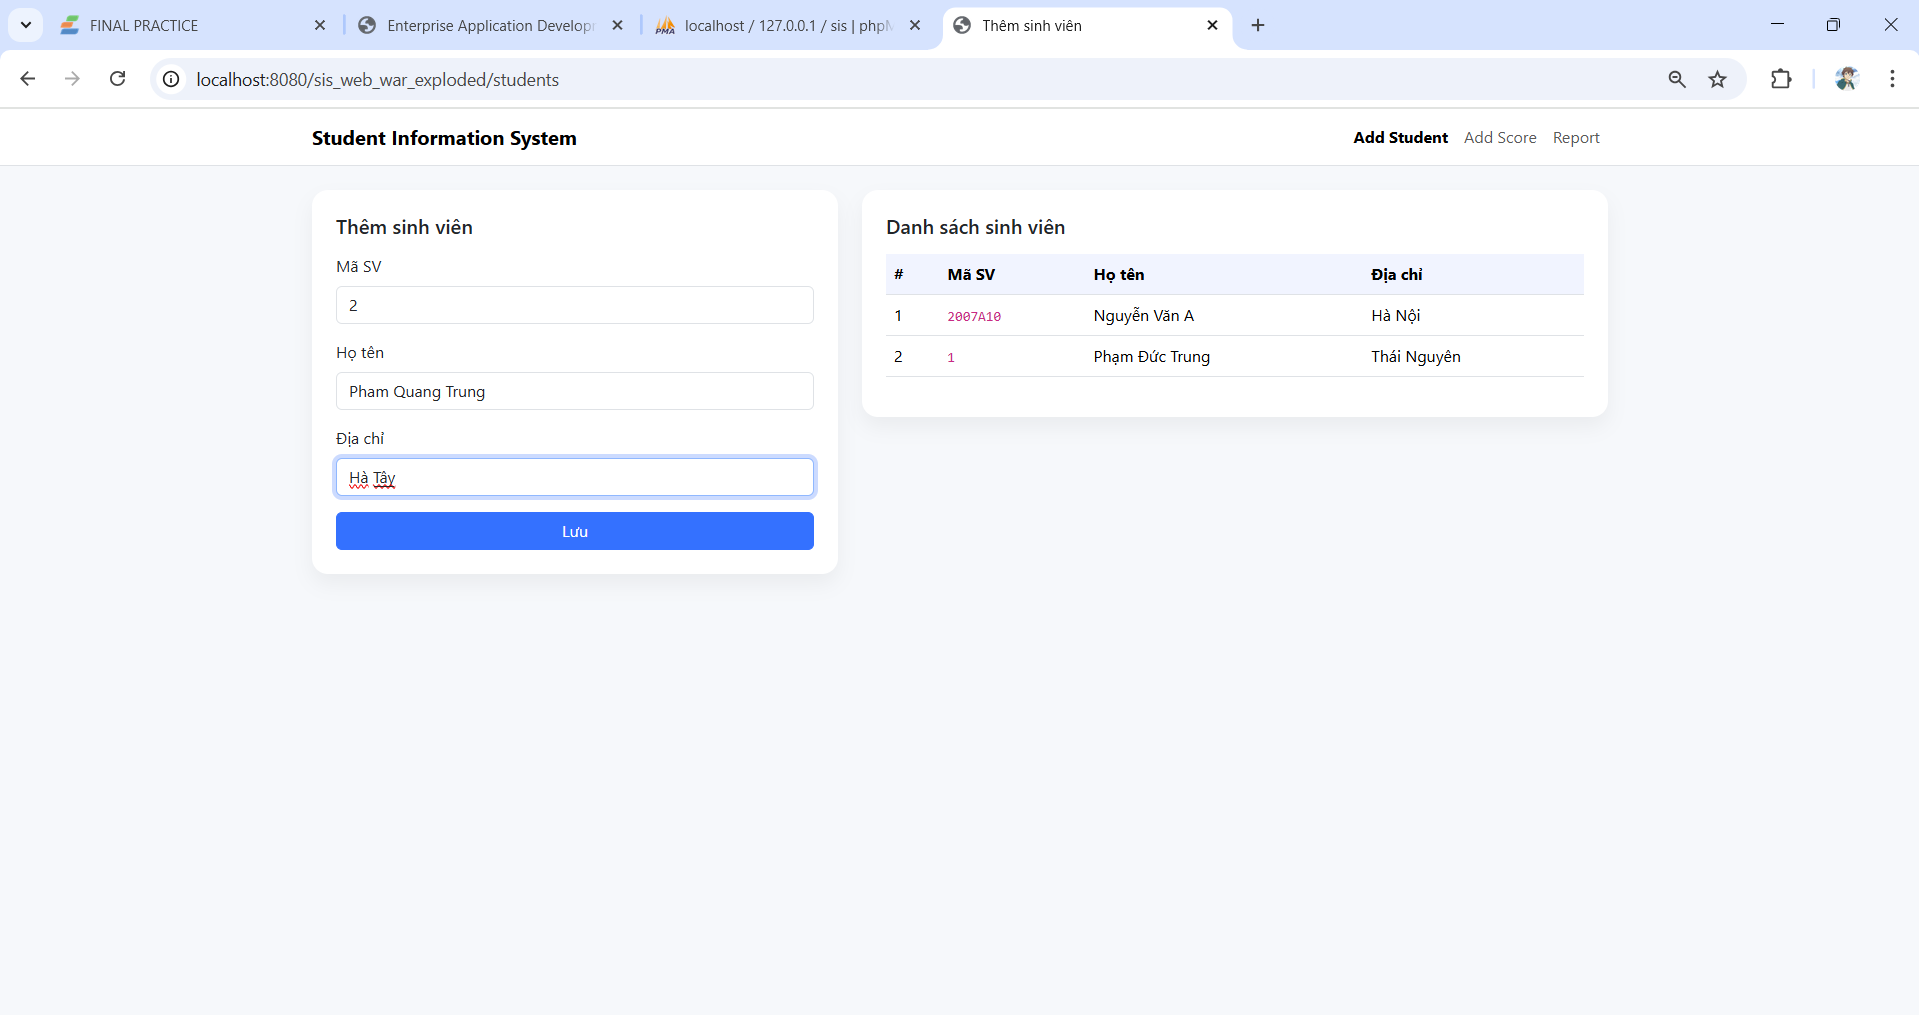 FINAL PRACTICE
Enterprise Application Develop
localhost / 127.0.0.1 / sis | php
Thêm sinh viên
localhost:8080/sis_web_war_exploded/students
Student Information System
Add Student
Add Score
Report
Thêm sinh viên
Mã SV
2
Họ tên
Pham Quang Trung
Địa chỉ
Hà Tây
Lưu
Danh sách sinh viên
# Mã SV Họ tên Địa chỉ
1 2007A10 Nguyễn Văn A Hà Nội
2 1 Phạm Đức Trung Thái Nguyên